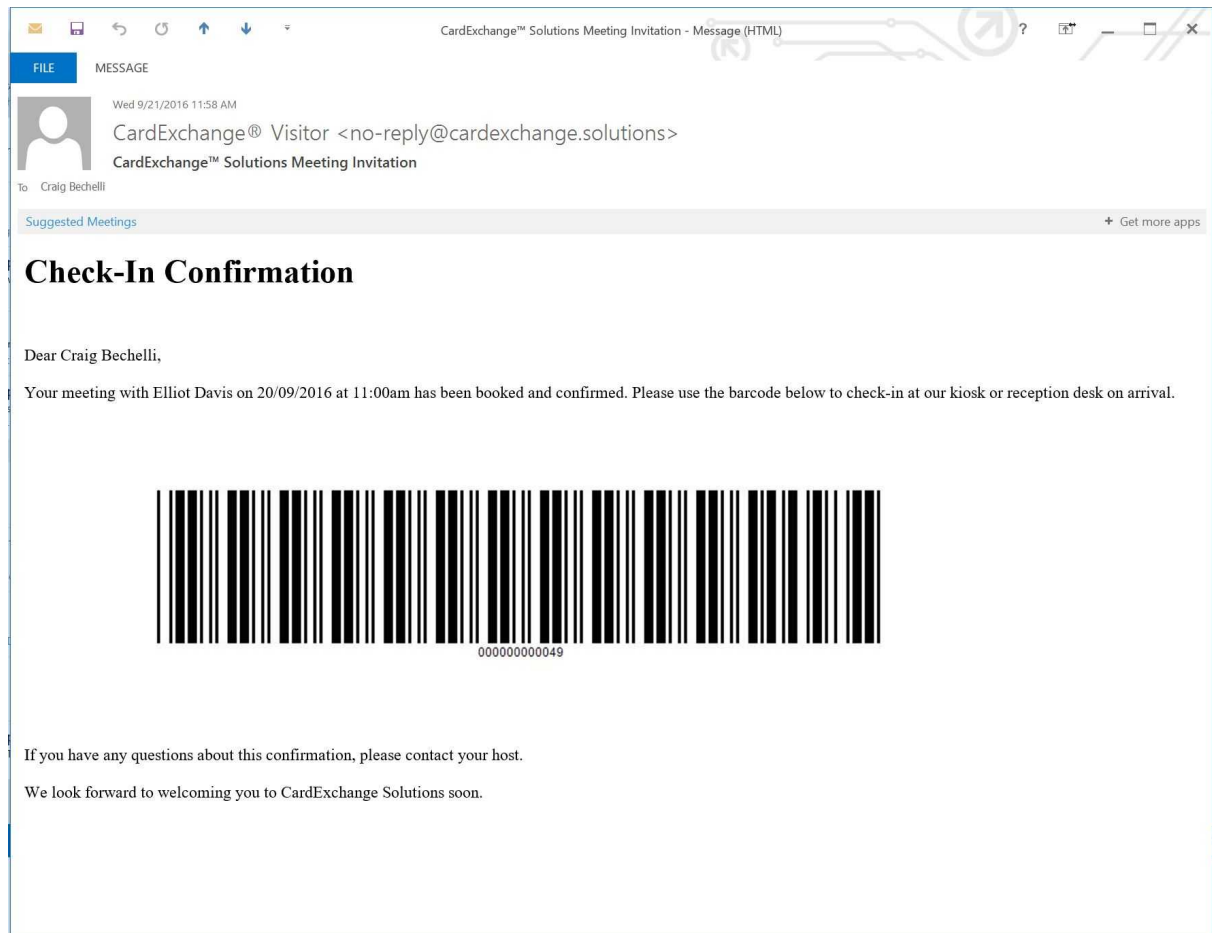 CardExchange™ Solutions Meeting Invitation - Message (HTML)
?
FILE MESSAGE
Wed 9/21/2016 11:58 AM
CardExchange® Visitor <no-reply@cardexchange.solutions>
CardExchange™ Solutions Meeting Invitation
To Craig Bechelli
Suggested Meetings + Get more apps
Check-In Confirmation
Dear Craig Bechelli,
Your meeting with Elliot Davis on 20/09/2016 at 11:00am has been booked and confirmed. Please use the barcode below to check-in at our kiosk or reception desk on arrival.
000000000049
If you have any questions about this confirmation, please contact your host.
We look forward to welcoming you to CardExchange Solutions soon.